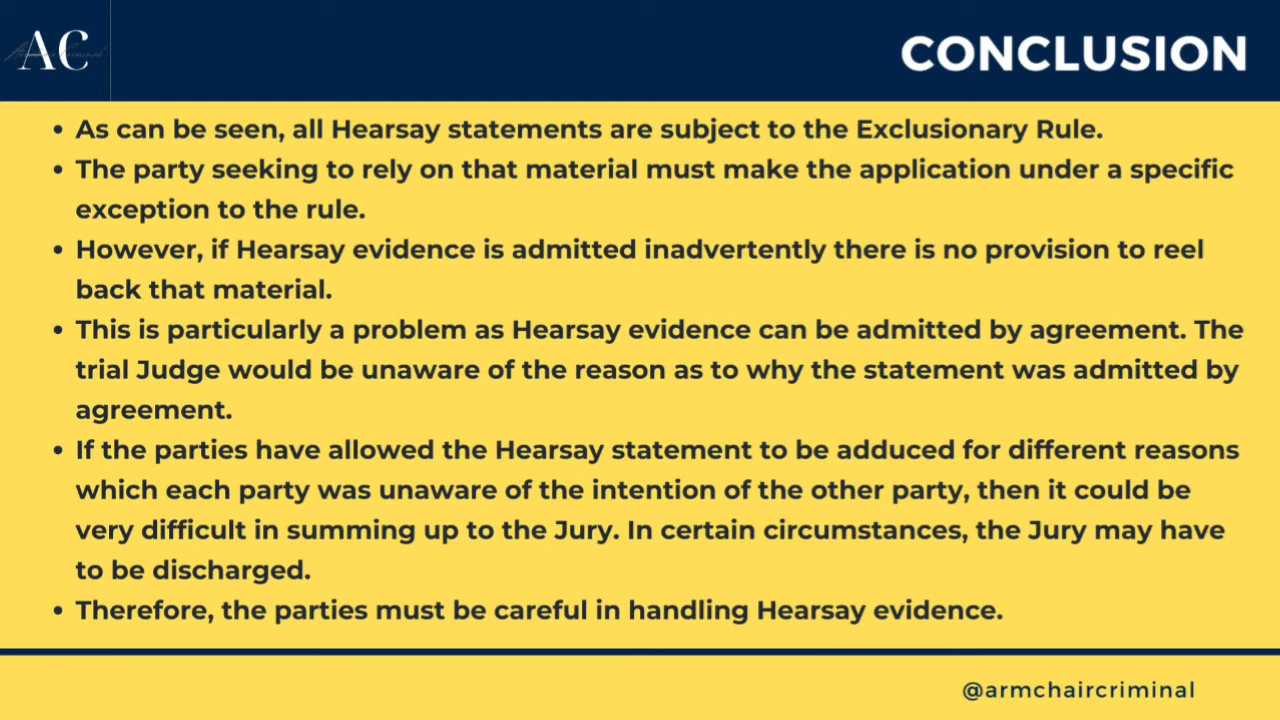 AC
CONCLUSION
• As can be seen, all Hearsay statements are subject to the Exclusionary Rule.
• The party seeking to rely on that material must make the application under a specific
exception to the rule.
• However, if Hearsay evidence is admitted inadvertently there is no provision to reel
back that material.
• This is particularly a problem as Hearsay evidence can be admitted by agreement. The
trial Judge would be unaware of the reason as to why the statement was admitted by
agreement.
• If the parties have allowed the Hearsay statement to be adduced for different reasons
which each party was unaware of the intention of the other party, then it could be
very difficult in summing up to the Jury. In certain circumstances, the Jury may have
to be discharged.
• Therefore, the parties must be careful in handling Hearsay evidence.
@armchaircriminal